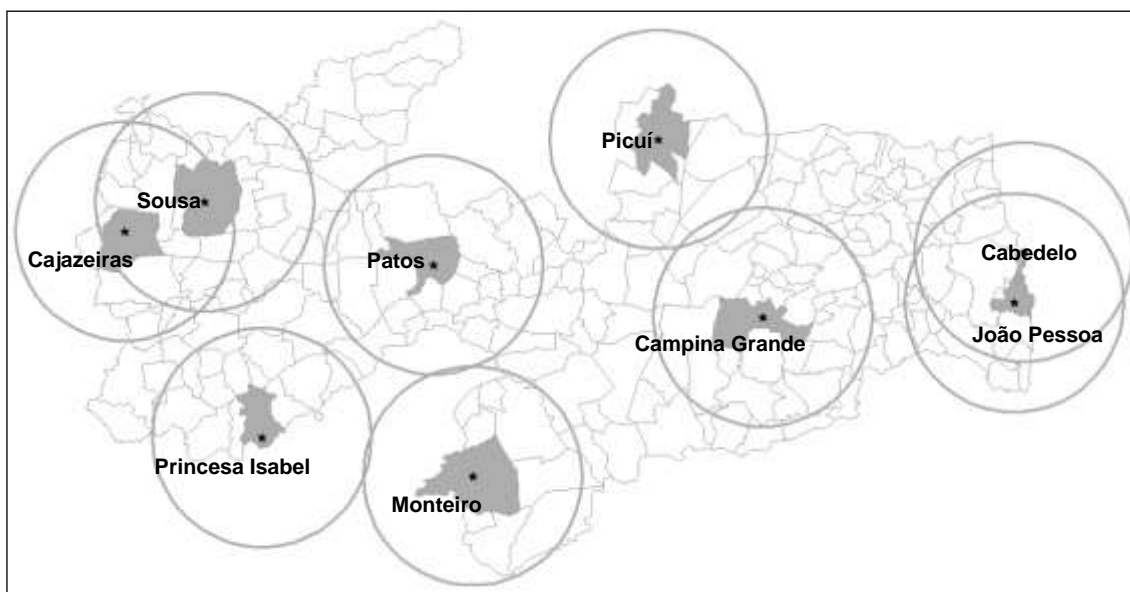 Picuí
Sousa
Cabedelo
Cajazeiras
Patos
João Pessoa
Campina Grande
Princesa Isabel
Monteiro